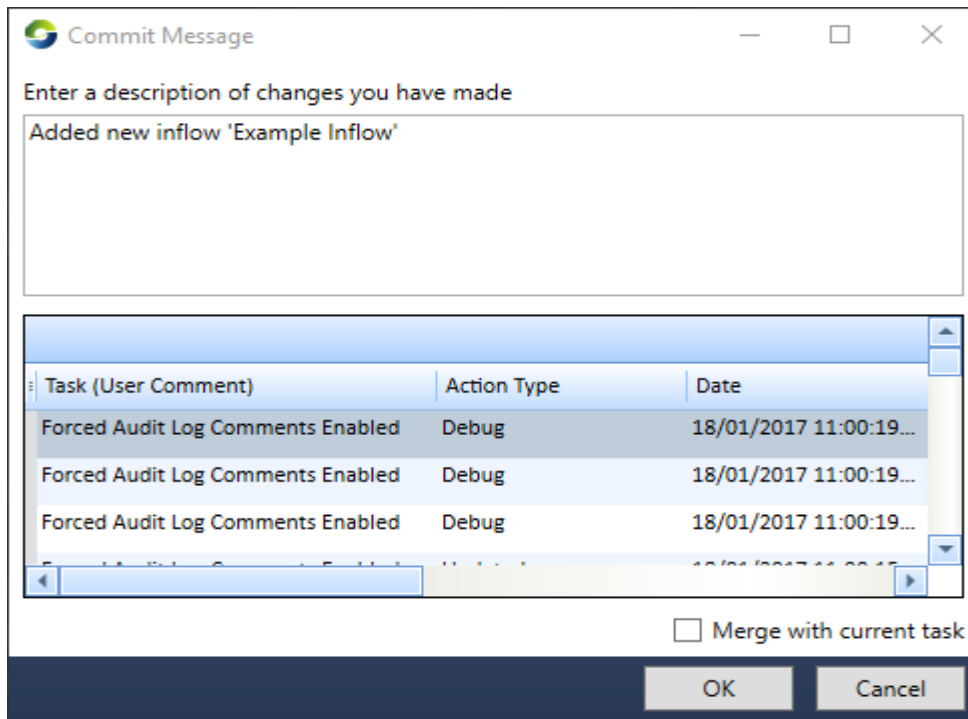 Commit Message
Enter a description of changes you have made
Added new inflow 'Example Inflow'
Task (User Comment) Action Type Date
Forced Audit Log Comments Enabled Debug 18/01/2017 11:00:19...
Forced Audit Log Comments Enabled Debug 18/01/2017 11:00:19...
Forced Audit Log Comments Enabled Debug 18/01/2017 11:00:19...
Merge with current task
OK Cancel